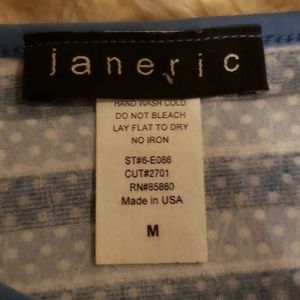 janeric
HAND WASH COLD
DO NOT BLEACH
LAY FLAT TO DRY
NO IRON
ST#6-E086
CUT#2701
RN#85860
Made in USA
M